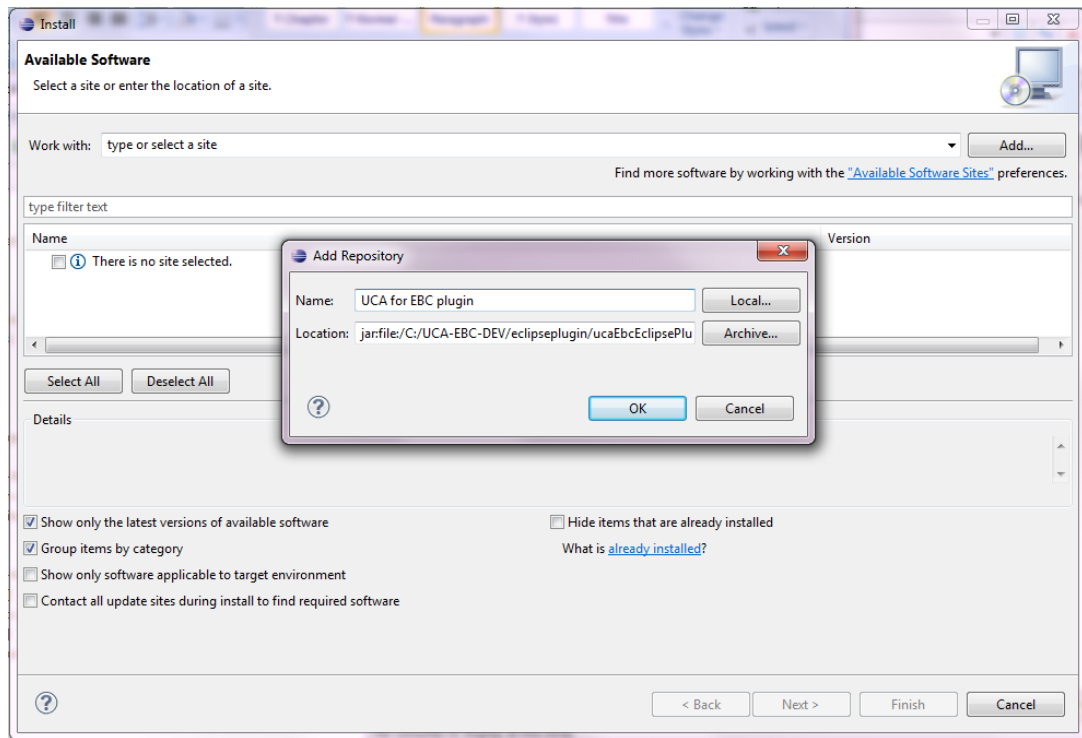 Install
Available Software
Select a site or enter the location of a site.
Work with: type or select a site Add...
Find more software by working with the "Available Software Sites" preferences.
type filter text
Name Version
There is no site selected.
Add Repository
Name: UCA for EBC plugin Local...
Location: jar:file:/C:/UCA-EBC-DEV/eclipseplugin/ucaEbcEclipsePlu Archive...
OK Cancel
Select All Deselect All
Details
Show only the latest versions of available software Hide items that are already installed
Group items by category What is already installed?
Show only software applicable to target environment
Contact all update sites during install to find required software
< Back Next > Finish Cancel